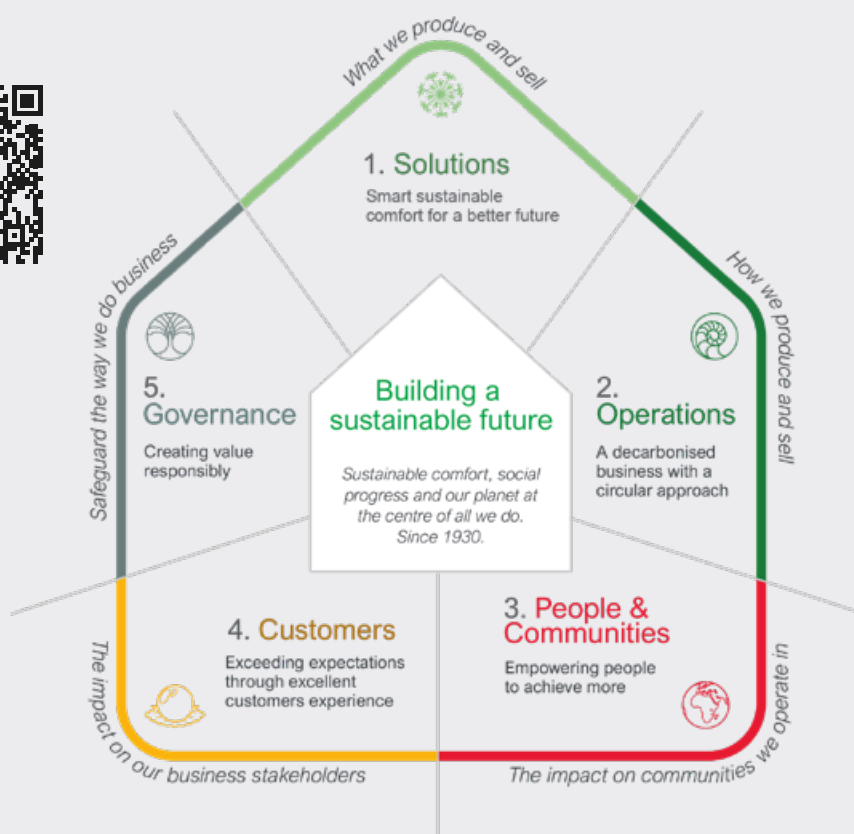 What we produce and sell
1. Solutions
Smart sustainable
comfort for a better future
How we produce and sell
2.
Operations
A decarbonised
business with a
circular approach
3. People &
Communities
Empowering people
to achieve more
The impact on communities we operate in
4. Customers
Exceeding expectations
through excellent
customers experience
The impact on our business stakeholders
5.
Governance
Creating value
responsibly
Safeguard the way we do business
Building a
sustainable future
Sustainable comfort, social
progress and our planet at
the centre of all we do.
Since 1930.